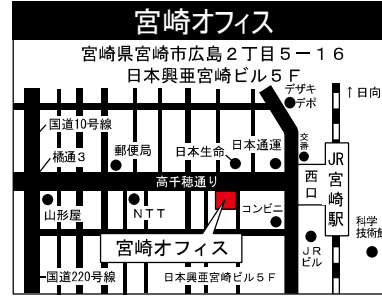 宮崎オフィス
宮崎県宮崎市広島２丁目５－１６
日本興亜宮崎ビル５Ｆ
デザキ
デポ
↑日向
国道10号線
橘通３
郵便局
日本生命
日本通運
交番
高千穂通り
西口
JR宮崎駅
山形屋
ＮＴＴ
コンビニ
科学
技術館
宮崎オフィス
ＪＲ
ビル
国道220号線
日本興亜宮崎ビル５Ｆ